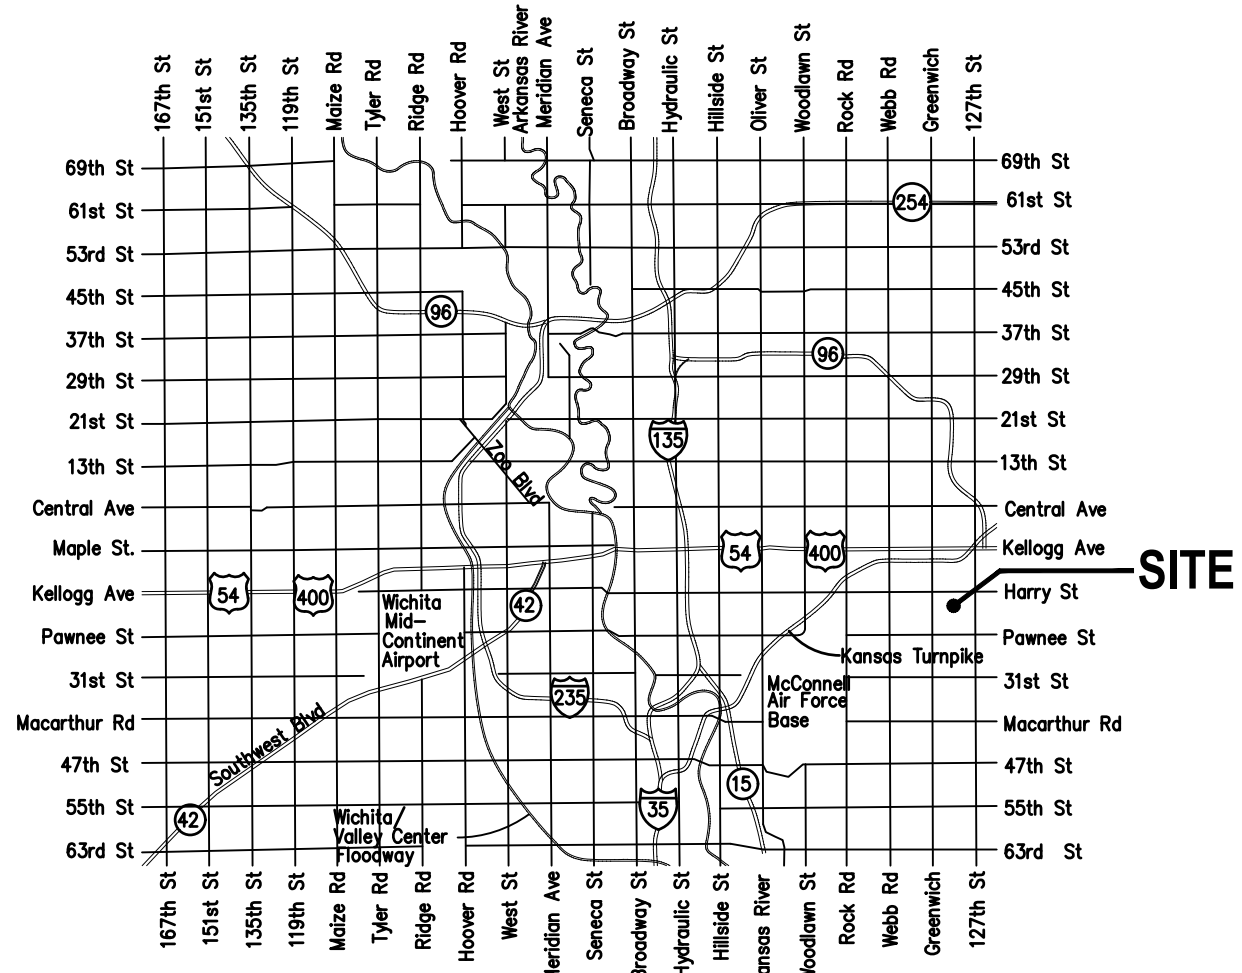 167th St
151st St
135th St
119th St
Maize Rd
Tyler Rd
Ridge Rd
Hoover Rd
West St
Arkansas River
Meridian Ave
Seneca St
Broadway St
Hydraulic St
Hillside St
Oliver St
Woodlawn St
Rock Rd
Webb Rd
Greenwich
127th St
69th St
61st St
53rd St
45th St
37th St
29th St
21st St
13th St
Central Ave
Maple St.
Kellogg Ave
Pawnee St
31st St
Macarthur Rd
47th St
55th St
63rd St
69th St
61st St
53rd St
45th St
37th St
29th St
21st St
13th St
Central Ave
Kellogg Ave
Harry St
Pawnee St
31st St
Macarthur Rd
47th St
55th St
63rd St
SITE
254
96
96
135
Zoo Blvd
54
400
54
400
42
Wichita
Mid-
Continent
Airport
Kansas Turnpike
235
McConnell
Air Force
Base
Southwest Blvd
15
35
42
Wichita/
Valley Center
Floodway
167th St
151st St
135th St
119th St
Maize Rd
Tyler Rd
Ridge Rd
Hoover Rd
West St
eridian Ave
Seneca St
Broadway St
Hydraulic St
Hillside St
ansas River
Woodlawn St
Rock Rd
Webb Rd
Greenwich
127th St